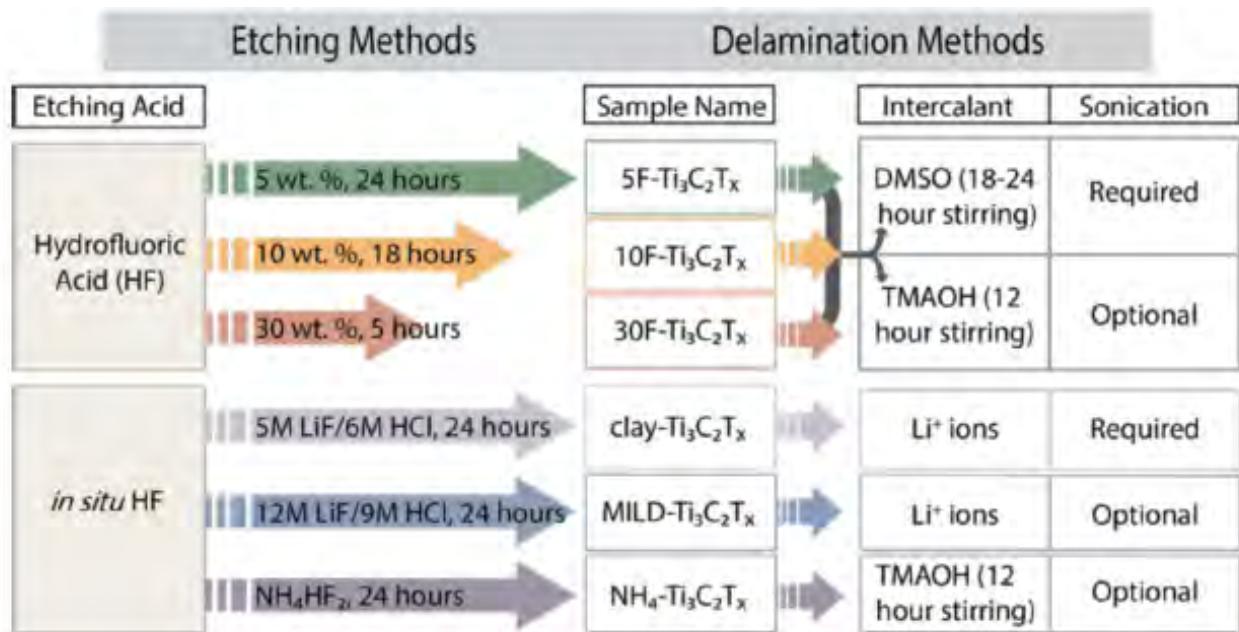 Etching Methods Delamination Methods
Etching Acid Sample Name Intercalant Sonication
Hydrofluoric
Acid (HF)
5 wt. %, 24 hours
5F-Ti₃C₂Tₓ
10 wt. %, 18 hours
10F-Ti₃C₂Tₓ
30 wt. %, 5 hours
30F-Ti₃C₂Tₓ
DMSO (18-24
hour stirring)
Required
TMAOH (12
hour stirring)
Optional
in situ HF
5M LiF/6M HCl, 24 hours
clay-Ti₃C₂Tₓ
Li⁺ ions
Required
12M LiF/9M HCl, 24 hours
MILD-Ti₃C₂Tₓ
Li⁺ ions
Optional
NH₄HF₂, 24 hours
NH₄-Ti₃C₂Tₓ
TMAOH (12
hour stirring)
Optional